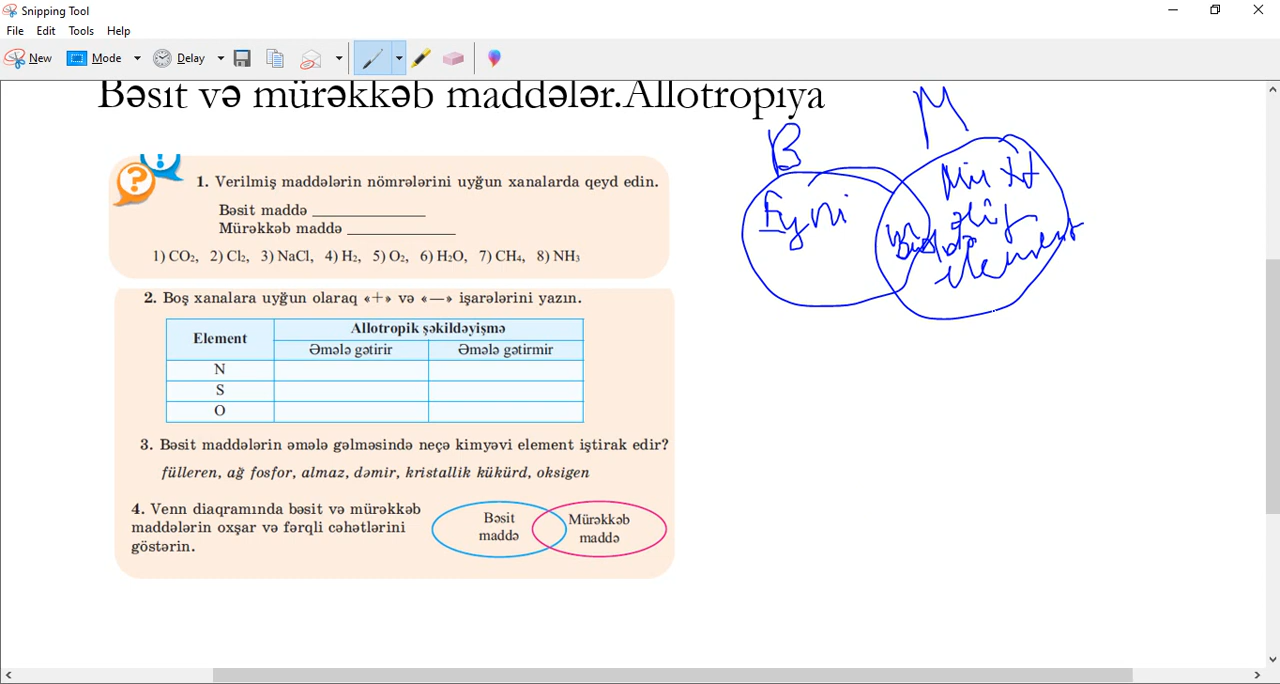 Snipping Tool
File Edit Tools Help
New Mode Delay
Bəsit və mürəkkəb maddələr.Allotropiya
1. Verilmiş maddələrin nömrələrini uyğun xanalarda qeyd edin.
Bəsit maddə
Mürəkkəb maddə
1) CO₂, 2) Cl₂, 3) NaCl, 4) H₂, 5) O₂, 6) H₂O, 7) CH₄, 8) NH₃
2. Boş xanalara uyğun olaraq «+» və «—» işarələrini yazın.
Element
Allotropik şəkildəyişmə
Əmələ gətirir Əmələ gətirmir
N
S
O
3. Bəsit maddələrin əmələ gəlməsində neçə kimyəvi element iştirak edir?
fülleren, ağ fosfor, almaz, dəmir, kristallik kükürd, oksigen
4. Venn diaqramında bəsit və mürəkkəb
maddələrin oxşar və fərqli cəhətlərini
göstərin.
Bəsit
maddə
Mürəkkəb
maddə
B
M
Eyni
element